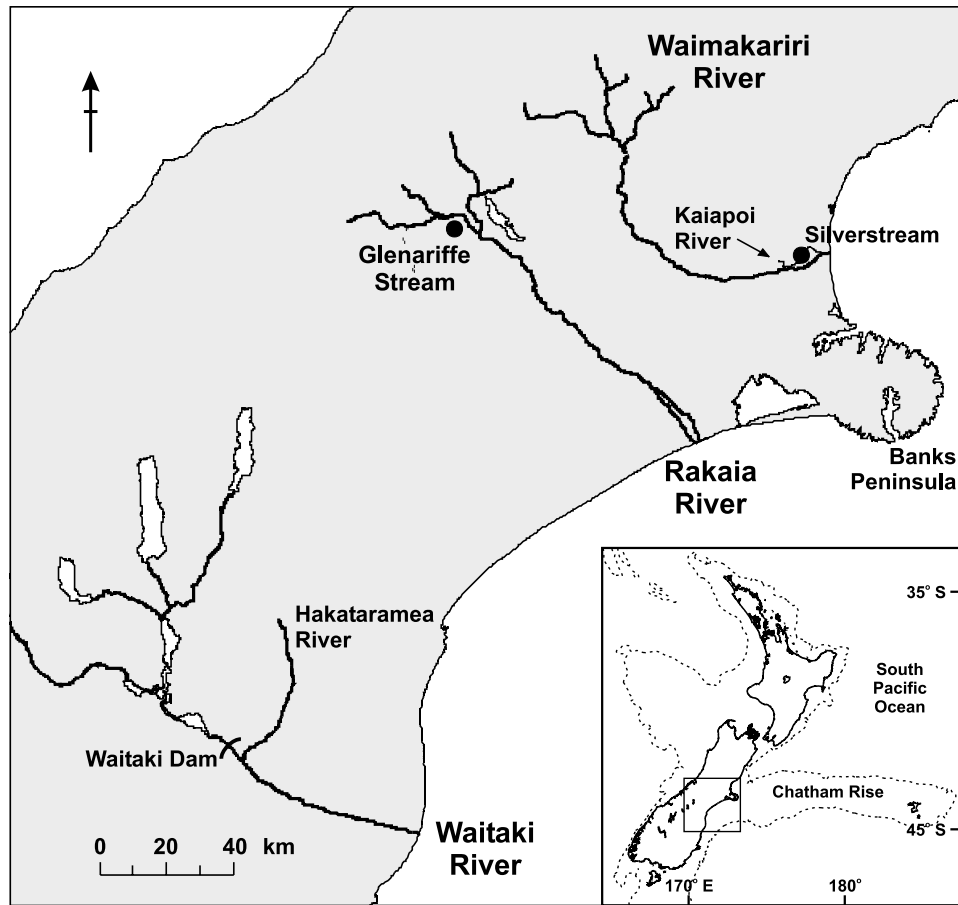 Waimakariri
River
Kaiapoi
River
Silverstream
Glenariffe
Stream
Banks
Peninsula
Rakaia
River
Hakataramea
River
Waitaki Dam
Waitaki
River
0 20 40 km
35° S
South
Pacific
Ocean
Chatham Rise
45° S
170° E 180°